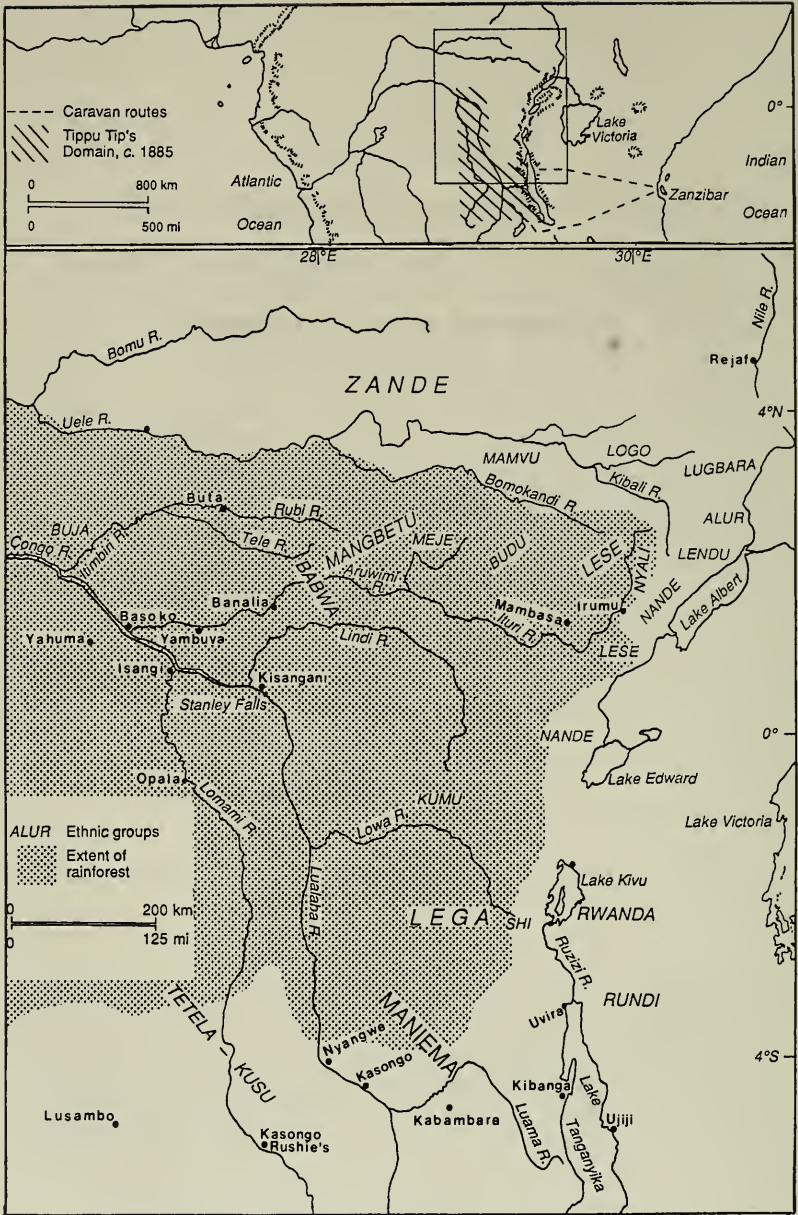 Caravan routes
Tippu Tip's
Domain, c. 1885
0 800 km
0 500 mi
Atlantic
Ocean
Lake
Victoria
0°
Indian
Ocean
Zanzibar
28°E
30°E
Nile R.
Rejaf
Bomu R.
ZANDE
4°N
Uele R.
LOGO
MAMVU
LUGBARA
Kibali R.
Bomokandi R.
Buta
Rubi R.
ALUR
BUJA
Itimbiri R.
Tele R.
MANGBETU
MEJE
BUDU
LESE
NYALI
LENDU
Congo R.
BABWA
Aruwimi
R.
NANDE
Lake Albert
Banalia
Mambasa
Irumu
Basoko
Yambuya
Ituri R.
Yahuma
Lindi R.
LESE
Isangi
Kisangani
Stanley Falls
NANDE
0°
Lake Edward
Opala
Lomami R.
KUMU
Lowa R.
Lake Victoria
ALUR Ethnic groups
Extent of
rainforest
0 200 km
0 125 mi
Lualaba R.
Lake Kivu
LEGA
SHI
RWANDA
Ruzizi R.
RUNDI
Uvira
TETELA – KUSU
MANIEMA
Nyangwe
Kasongo
4°S
Kibanga
Lake
Tanganyika
Lusambo
Kabambare
Luama R.
Ujiji
Kasongo
Rushie's